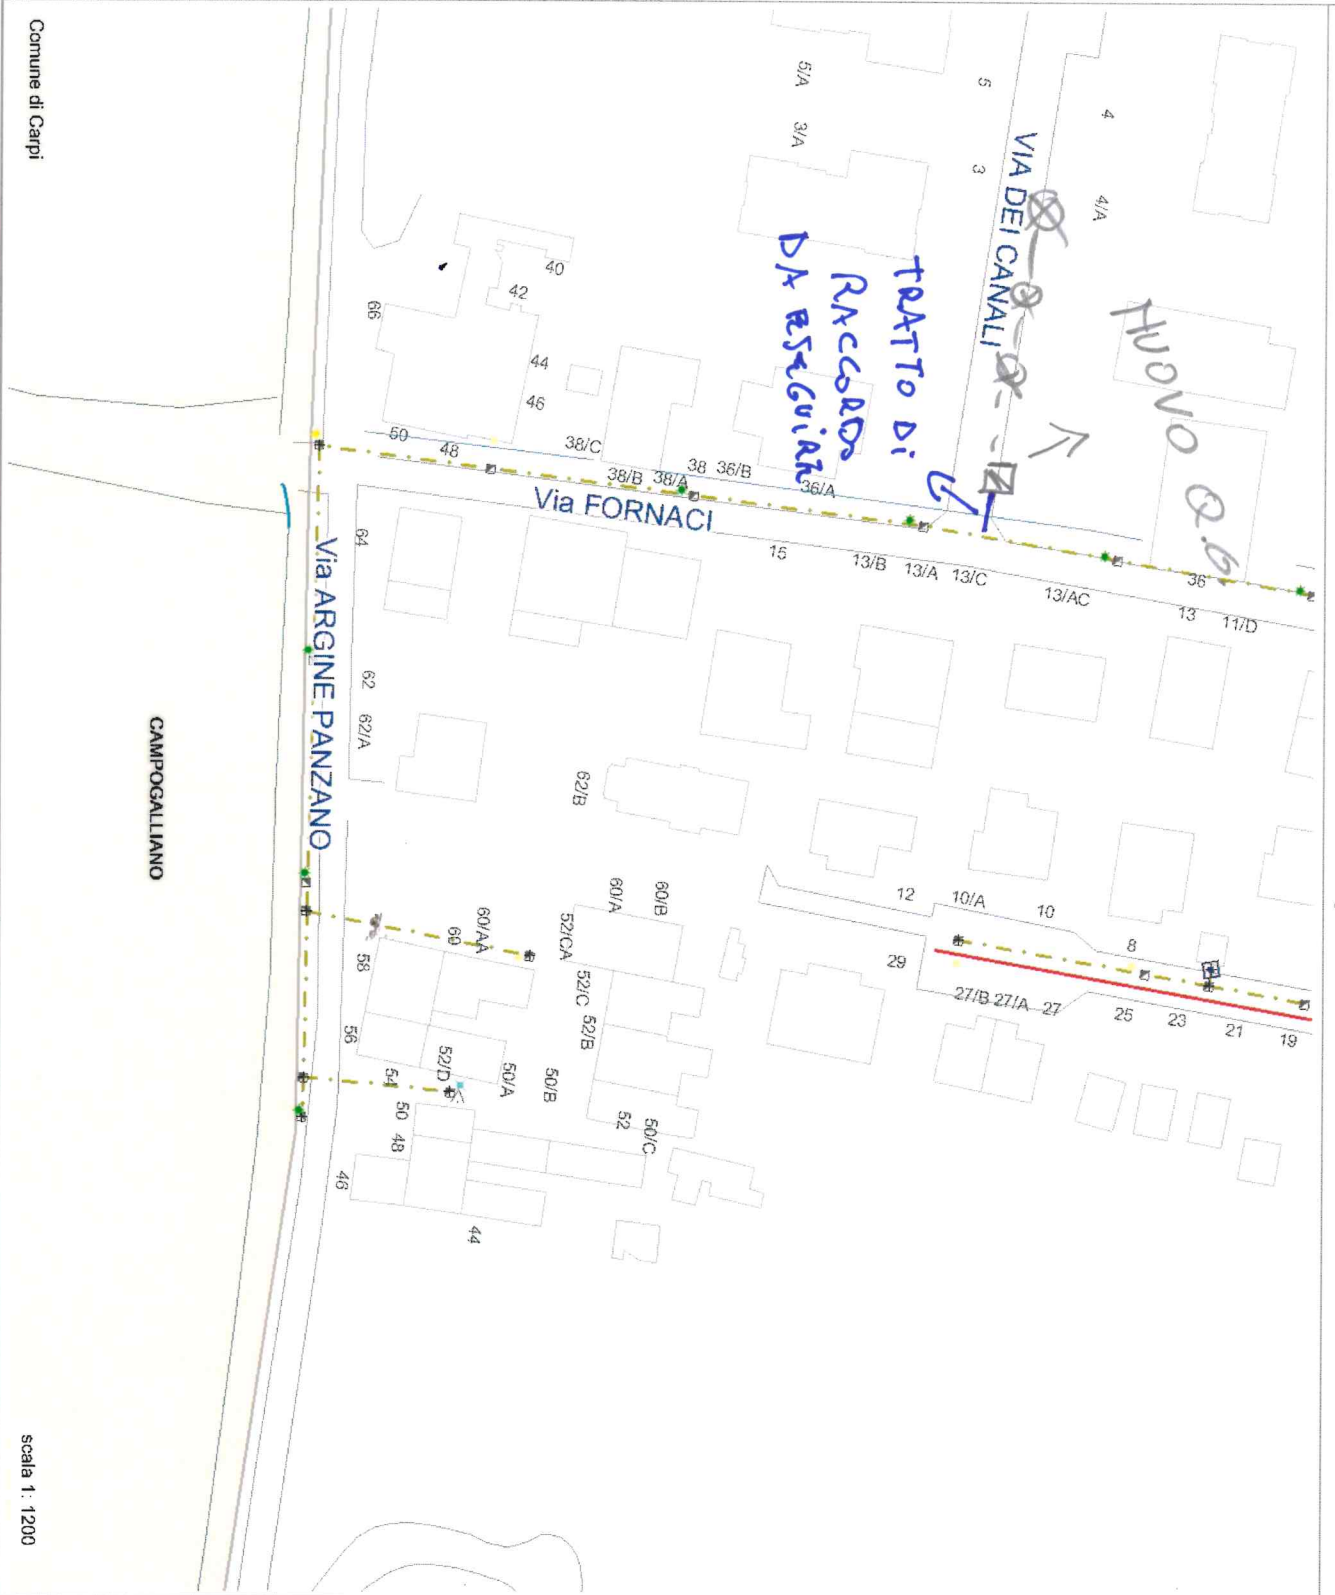 Comune di Carpi
scala 1: 1200
CAMPOGALLIANO
Via ARGINE PANZANO
Via FORNACI
VIA DEI CANALI
TRATTO DI
RACCORDO
DA ESEGUIRE
NUOVO Q.G.
5/A
3/A
5
3
4
4/A
40
42
44
46
66
50
48
38/C
38/B
38/A
38
36/B
36/A
36
15
13/B
13/A
13/C
13/AC
13
11/D
64
62
62/A
62/B
60/A
60/B
60/AA
60
58
56
54
52/CA
52/C
52/B
52/D
50/A
50/B
52
50/C
50
48
46
44
12
10/A
10
8
29
27/B
27/A
27
25
23
21
19